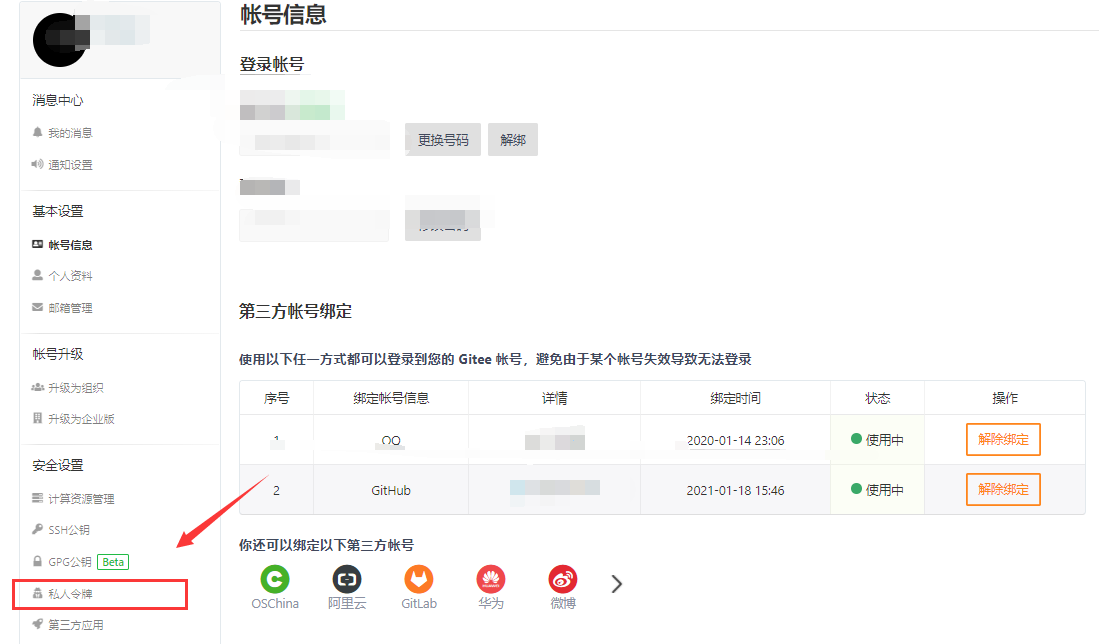 帐号信息
登录帐号
更换号码 解绑
消息中心
我的消息
通知设置
基本设置
帐号信息
个人资料
邮箱管理
帐号升级
升级为组织
升级为企业版
安全设置
计算资源管理
SSH公钥
GPG公钥 Beta
私人令牌
第三方应用
第三方帐号绑定
使用以下任一方式都可以登录到您的 Gitee 帐号，避免由于某个帐号失效导致无法登录
序号 绑定帐号信息 详情 绑定时间 状态 操作
1 QQ 2020-01-14 23:06 使用中 解除绑定
2 GitHub 2021-01-18 15:46 使用中 解除绑定
你还可以绑定以下第三方帐号
OSChina 阿里云 GitLab 华为 微博